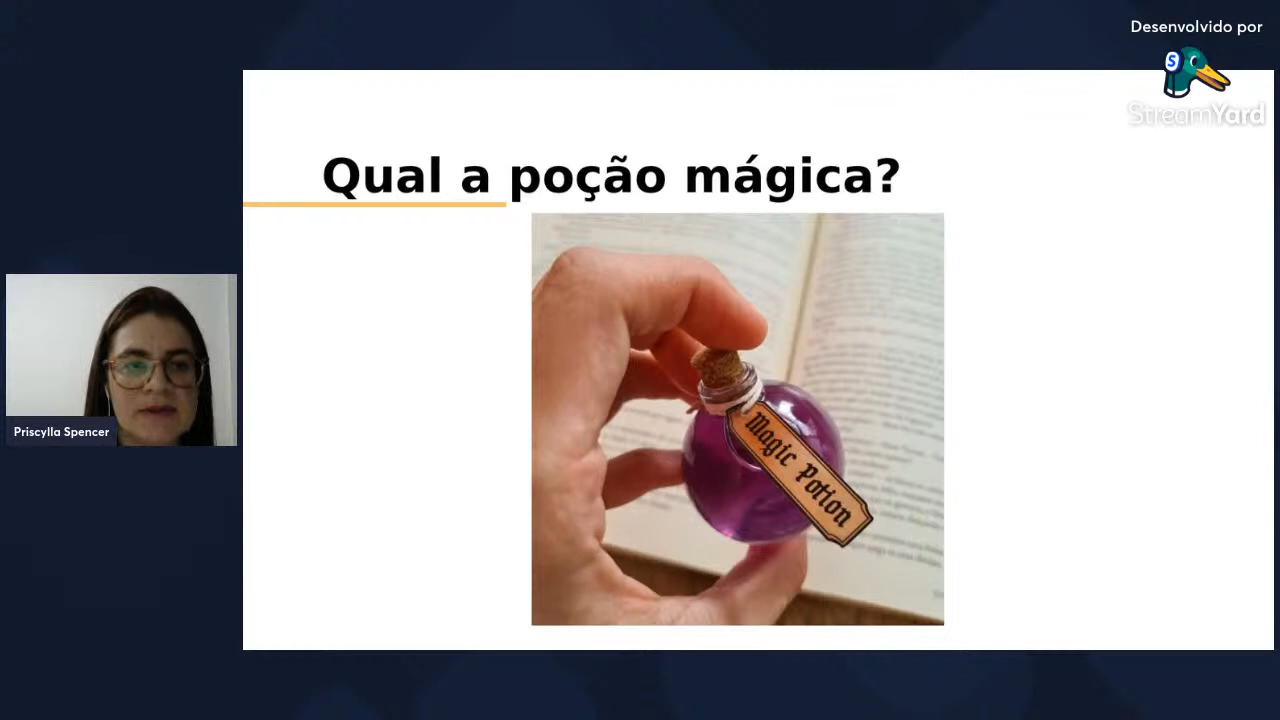 Desenvolvido por
StreamYard
Qual a poção mágica?
Magic Potion
Priscylla Spencer